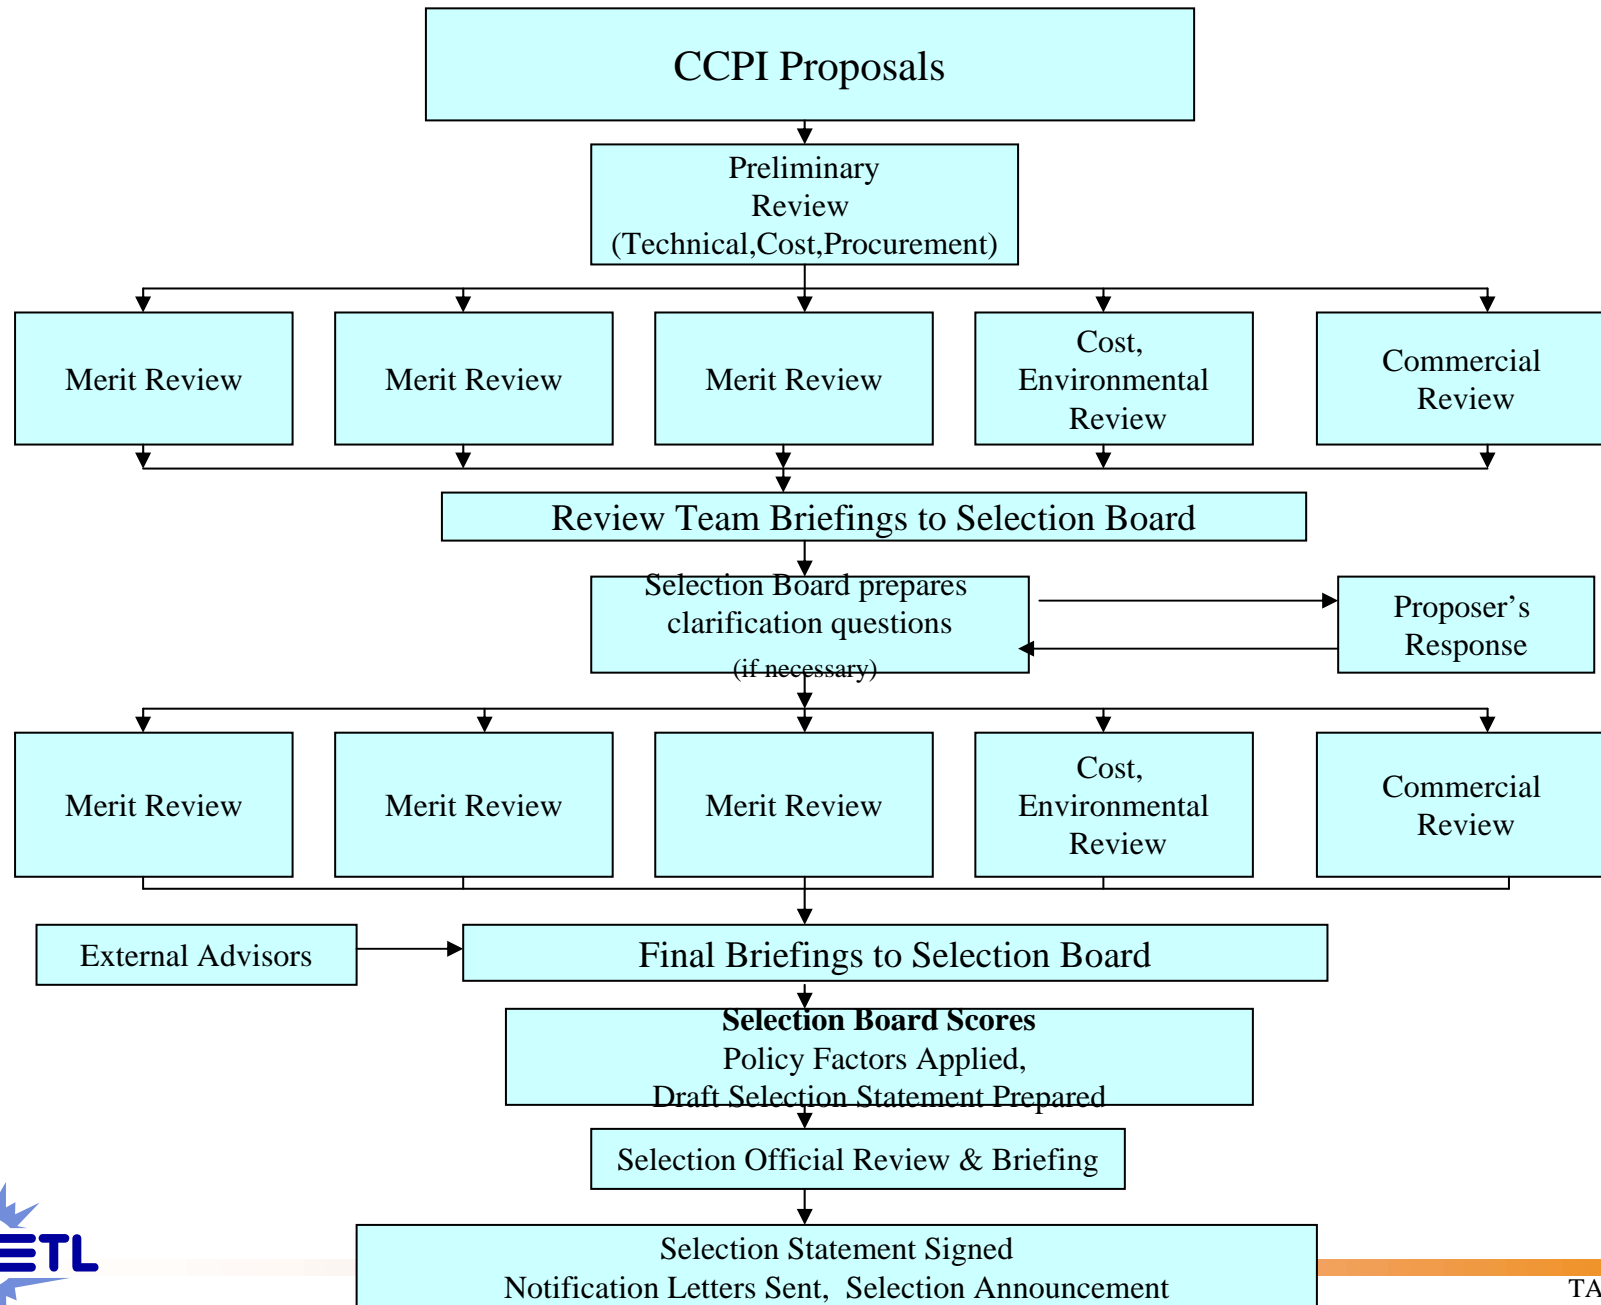 CCPI Proposals
Preliminary
Review
(Technical,Cost,Procurement)
Merit Review
Merit Review
Merit Review
Cost,
Environmental
Review
Commercial
Review
Review Team Briefings to Selection Board
Selection Board prepares
clarification questions
(if necessary)
Proposer’s
Response
Merit Review
Merit Review
Merit Review
Cost,
Environmental
Review
Commercial
Review
External Advisors
Final Briefings to Selection Board
Selection Board Scores
Policy Factors Applied,
Draft Selection Statement Prepared
Selection Official Review & Briefing
Selection Statement Signed
Notification Letters Sent, Selection Announcement
ETL
TA